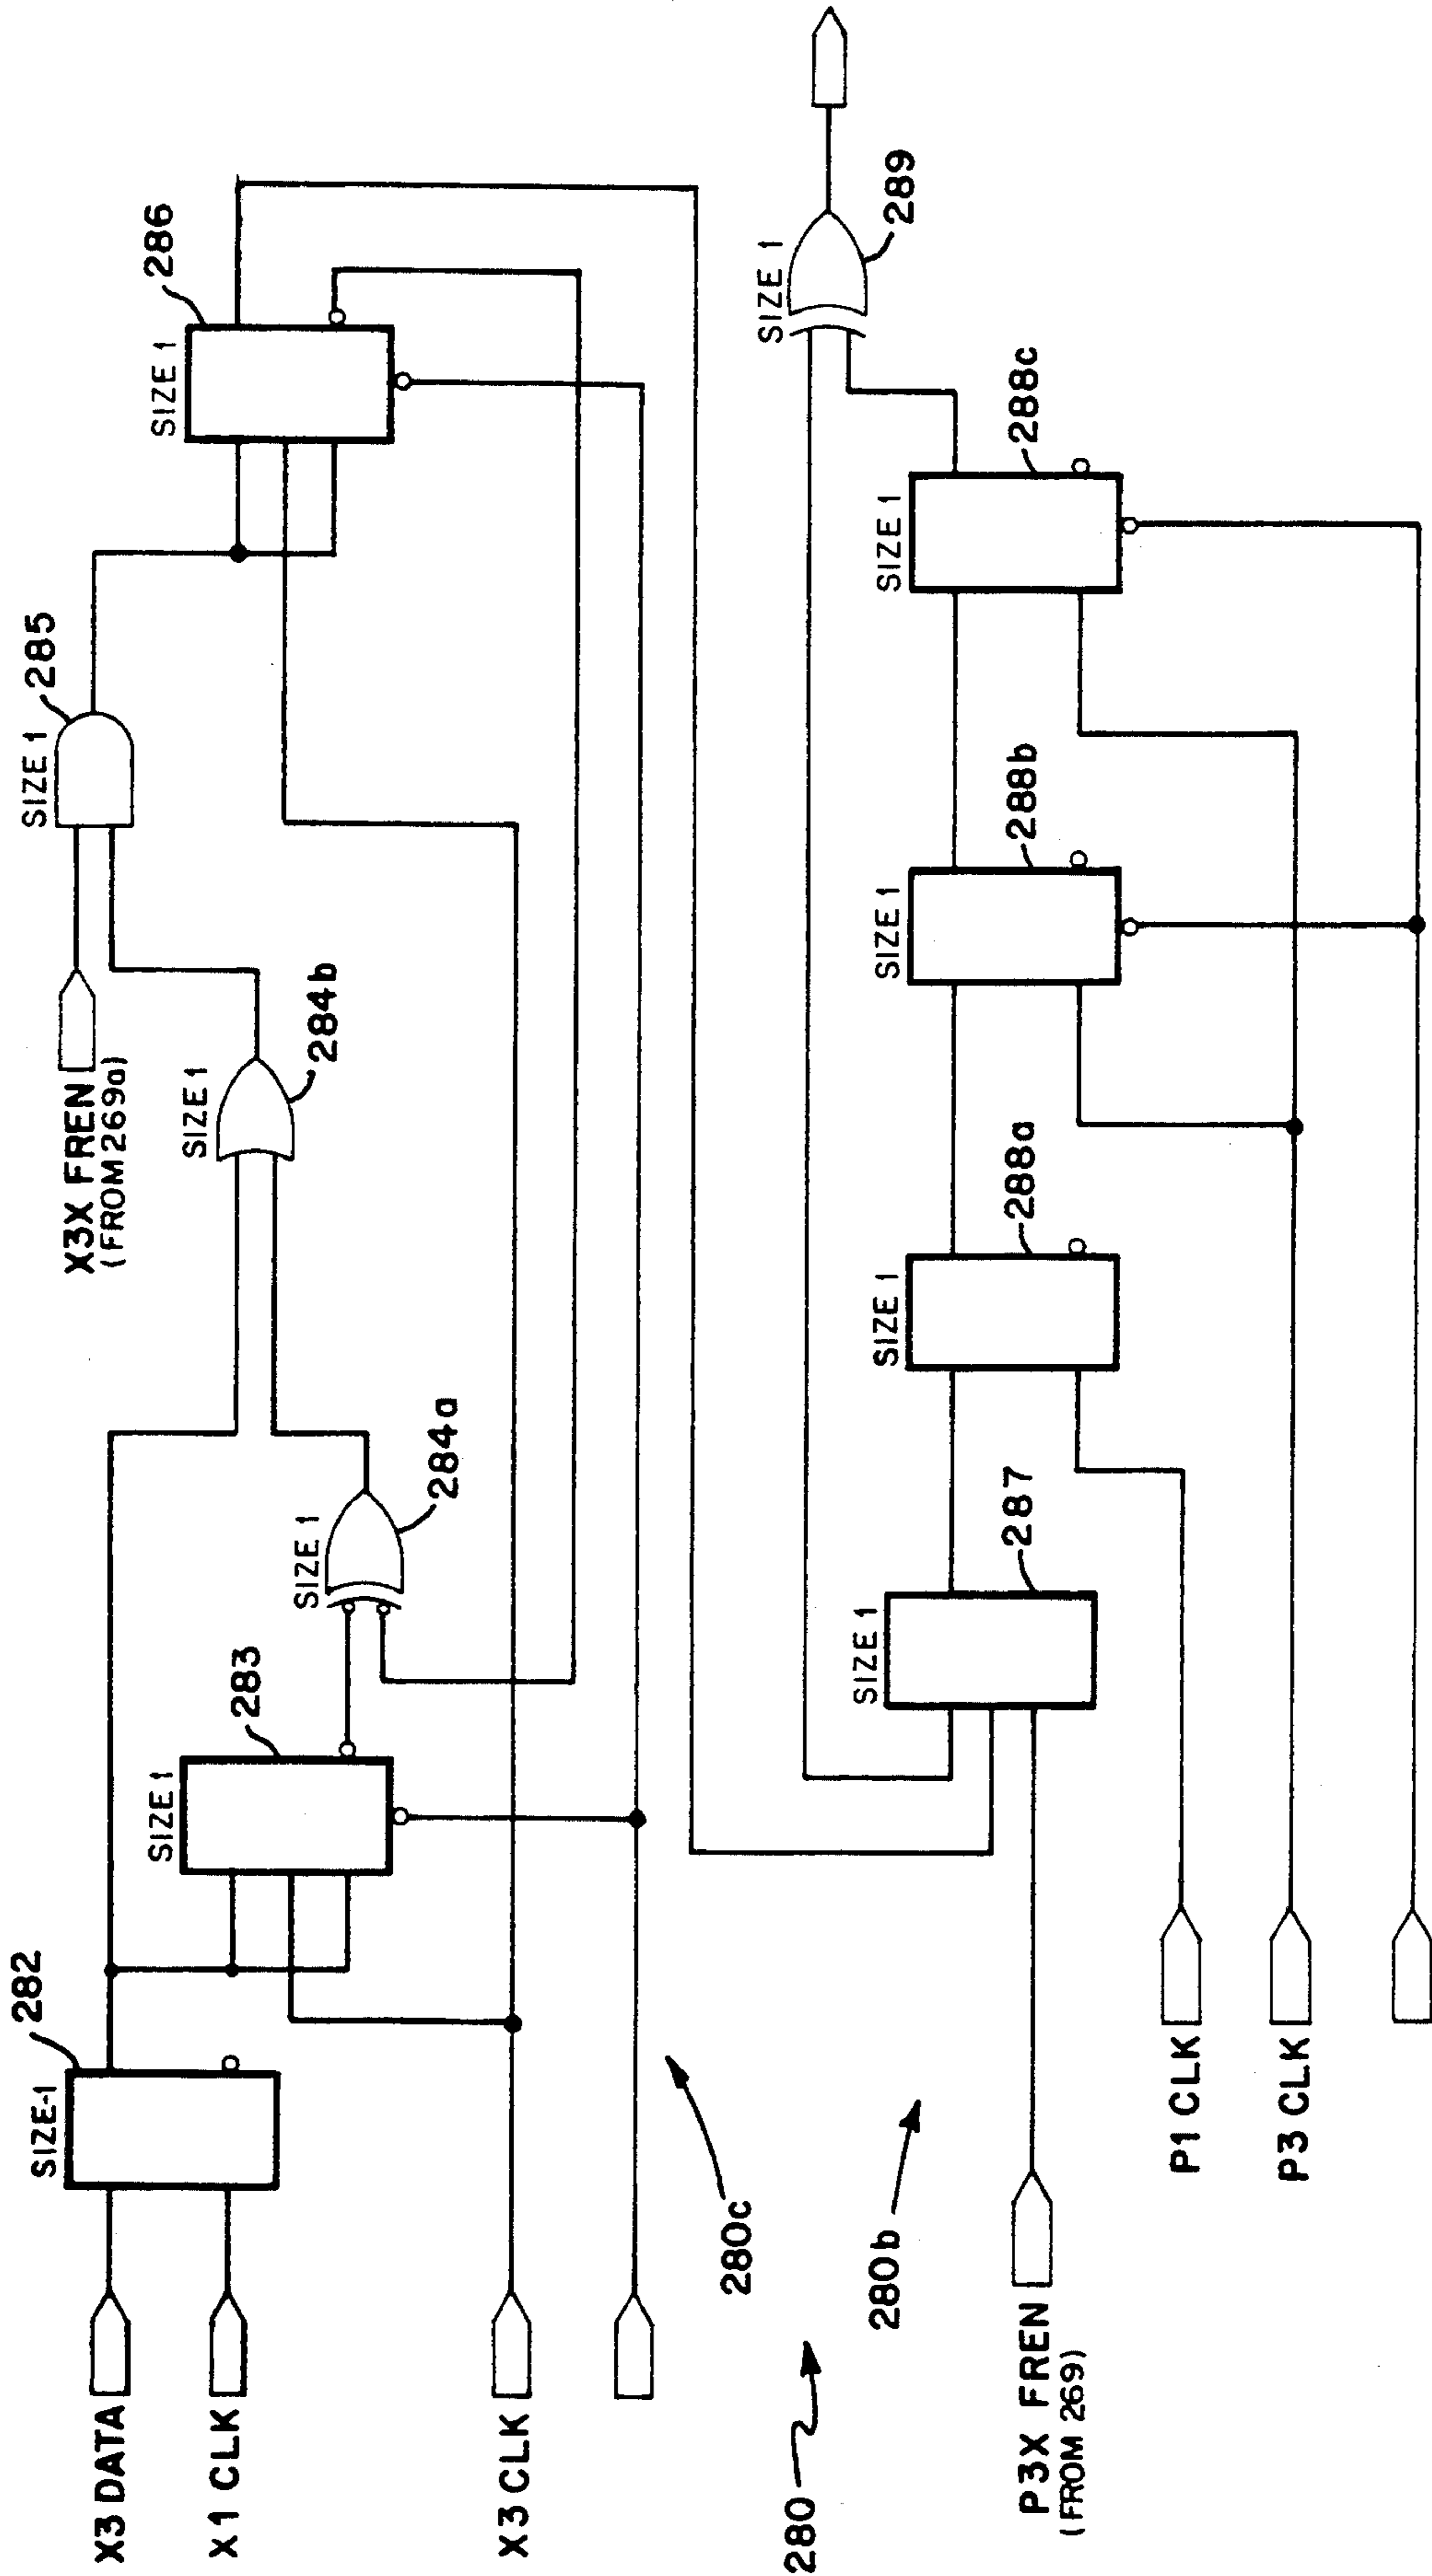 X3 DATA
X1 CLK
X3 CLK
SIZE-1
282
SIZE 1
283
SIZE 1
284a
SIZE 1
284b
X3X FREN
(FROM 269a)
SIZE 1
285
SIZE 1
286
280c
280
280b
P3X FREN
(FROM 269)
P1 CLK
P3 CLK
SIZE 1
287
SIZE 1
288a
SIZE 1
288b
SIZE 1
288c
SIZE 1
289